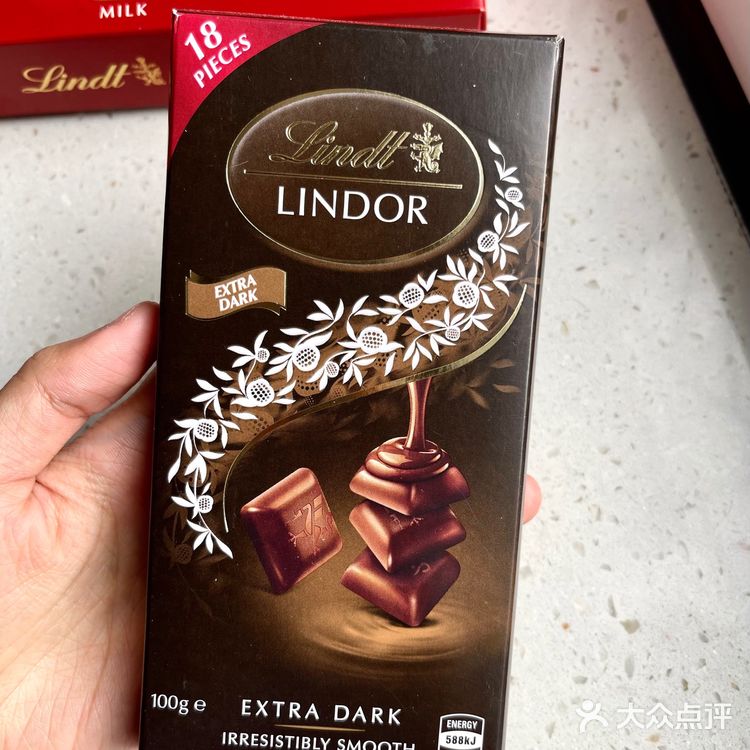 MILK
Lindt
18
PIECES
Lindt
LINDOR
EXTRA
DARK
100g e
EXTRA DARK
IRRESISTIBLY SMOOTH
ENERGY
588kJ
大众点评